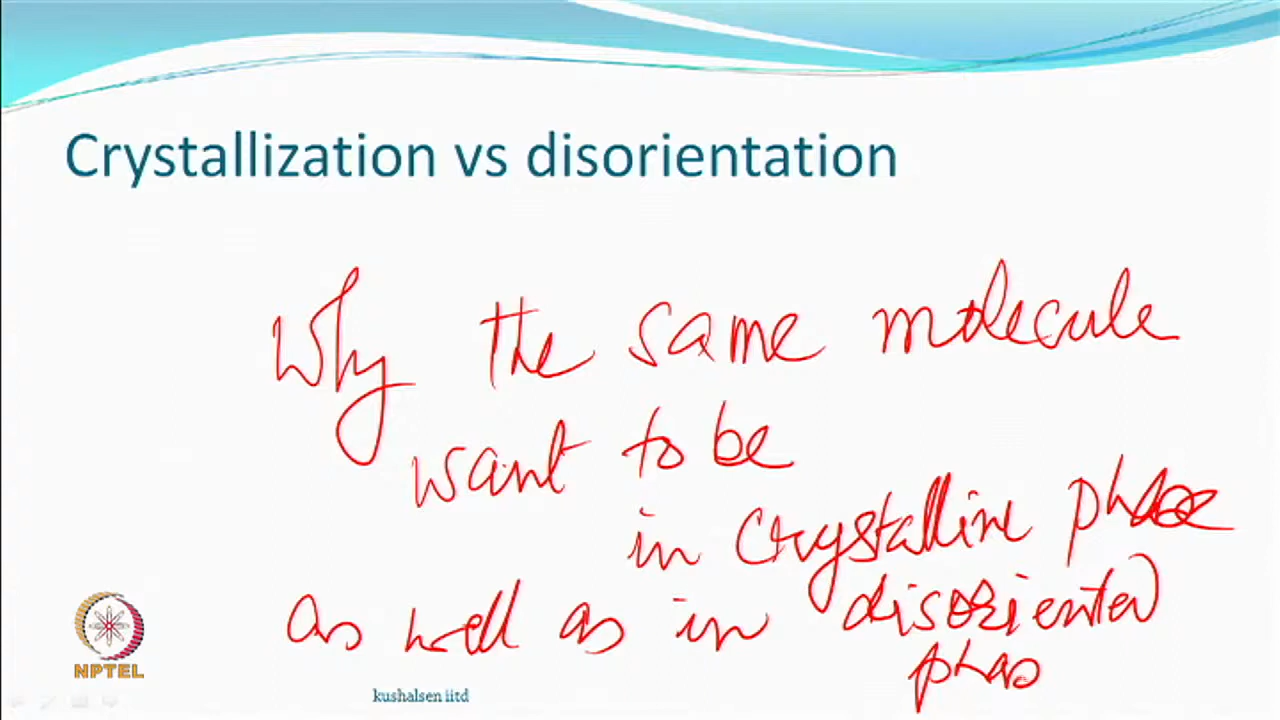 Crystallization vs disorientation
Why the same molecule
want to be
in crystalline phase
as well as in disoriented
phas
NPTEL
kushalsen iitd